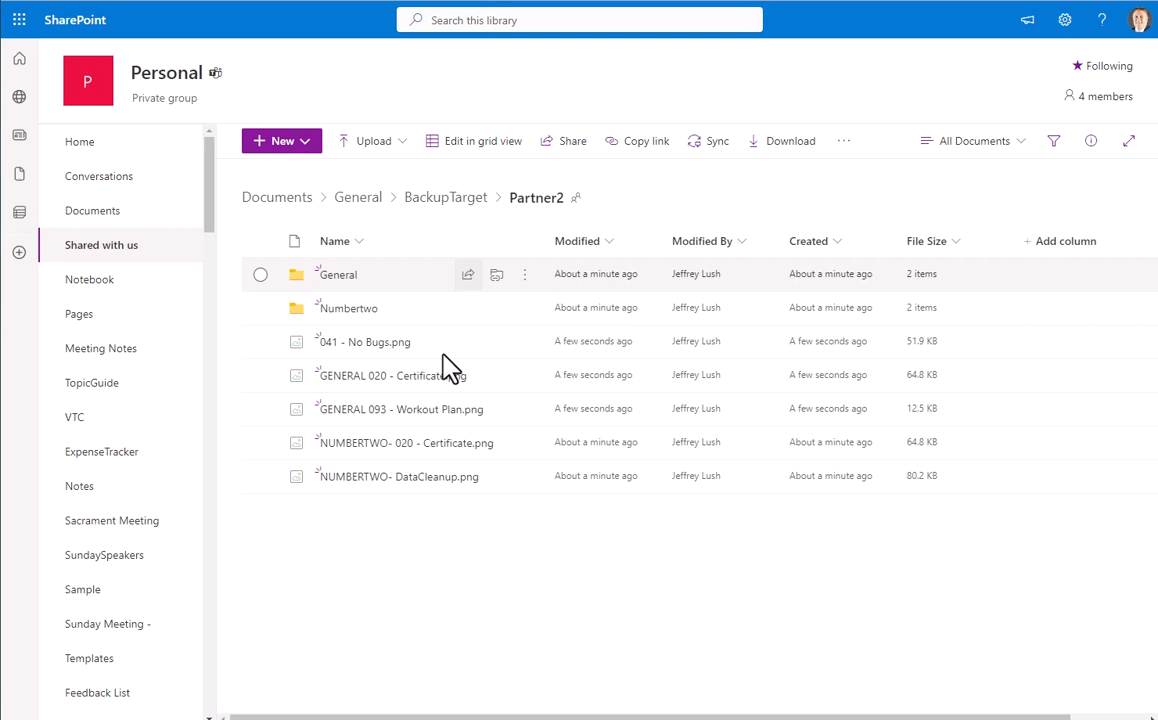 SharePoint
Search this library
P
Personal
Private group
Following
4 members
Home
Conversations
Documents
Shared with us
Notebook
Pages
Meeting Notes
TopicGuide
VTC
ExpenseTracker
Notes
Sacrament Meeting
SundaySpeakers
Sample
Sunday Meeting -
Templates
Feedback List
+ New Upload Edit in grid view Share Copy link Sync Download ... All Documents
Documents > General > BackupTarget > Partner2
Name Modified Modified By Created File Size + Add column
General About a minute ago Jeffrey Lush About a minute ago 2 items
Numbertwo About a minute ago Jeffrey Lush About a minute ago 2 items
041 - No Bugs.png A few seconds ago Jeffrey Lush A few seconds ago 51.9 KB
GENERAL 020 - Certificate.png A few seconds ago Jeffrey Lush A few seconds ago 64.8 KB
GENERAL 093 - Workout Plan.png A few seconds ago Jeffrey Lush A few seconds ago 12.5 KB
NUMBERTWO- 020 - Certificate.png About a minute ago Jeffrey Lush About a minute ago 64.8 KB
NUMBERTWO- DataCleanup.png About a minute ago Jeffrey Lush About a minute ago 80.2 KB